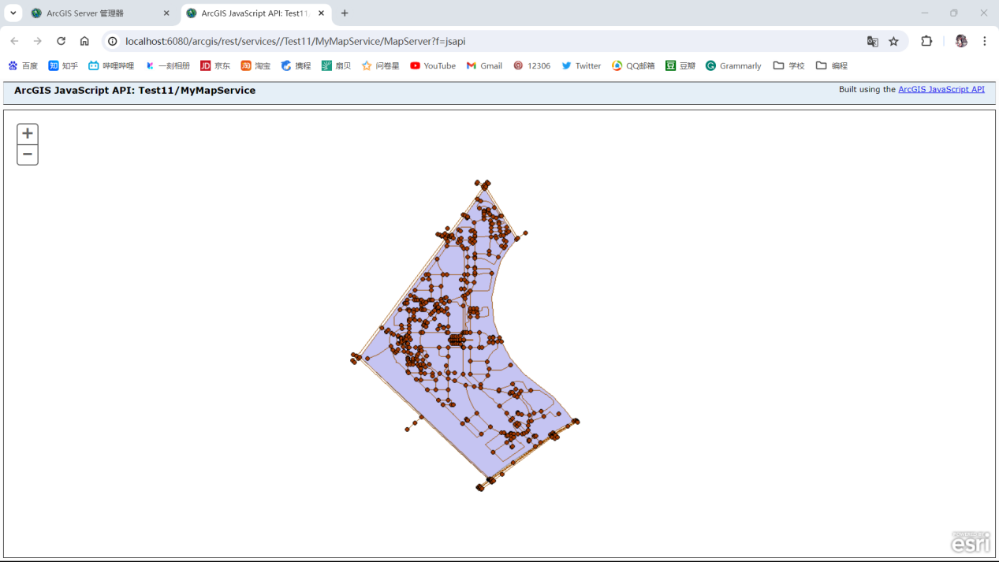 ArcGIS Server 管理器
ArcGIS JavaScript API: Test11
localhost:6080/arcgis/rest/services//Test11/MyMapService/MapServer?f=jsapi
百度 知乎 哔哩哔哩 一刻相册 京东 携程 淘宝 扇贝 问卷星 YouTube Gmail 12306 Twitter QQ邮箱 豆瓣 Grammarly 学校 编程
ArcGIS JavaScript API: Test11/MyMapService
Built using the ArcGIS JavaScript API
+
−
POWERED BY
esri